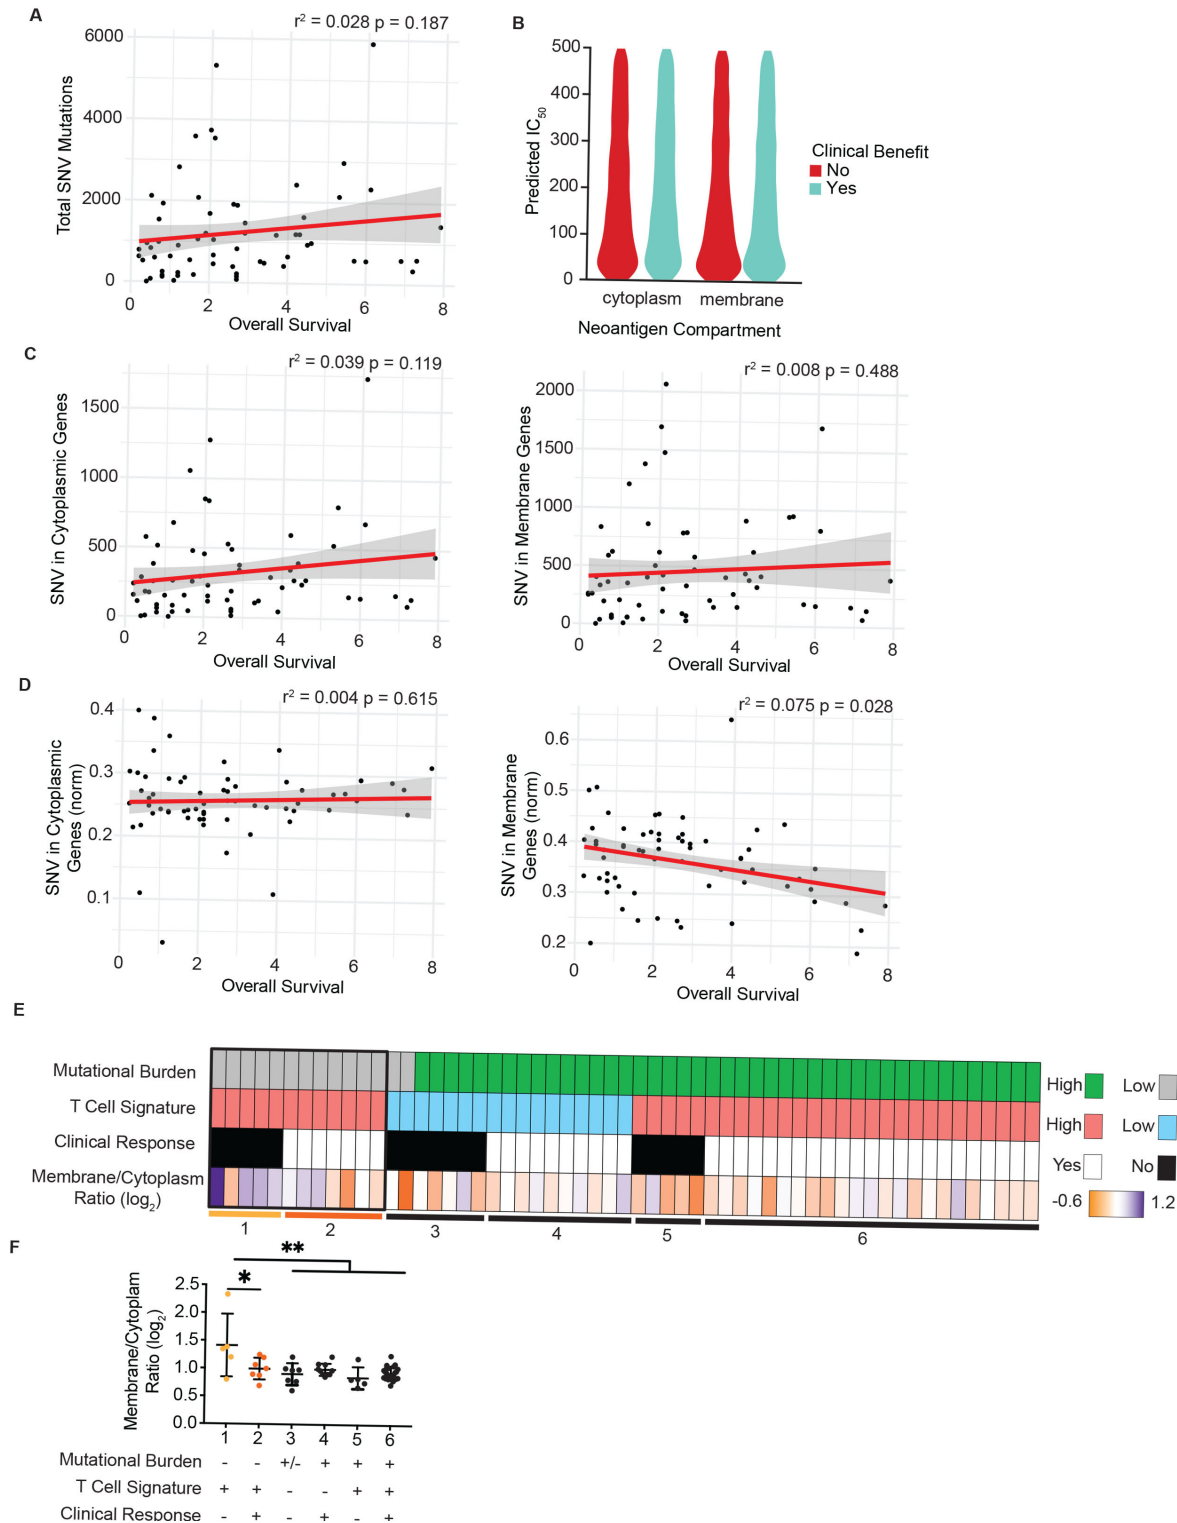 A
r² = 0.028 p = 0.187
Total SNV Mutations
6000
4000
2000
0
0
2
4
6
8
Overall Survival
B
Predicted IC₅₀
500
400
300
200
100
0
cytoplasm
membrane
Neoantigen Compartment
Clinical Benefit
No
Yes
C
r² = 0.039 p = 0.119
SNV in Cytoplasmic Genes
1500
1000
500
0
0
2
4
6
8
Overall Survival
r² = 0.008 p = 0.488
SNV in Membrane Genes
2000
1500
1000
500
0
0
2
4
6
8
Overall Survival
D
r² = 0.004 p = 0.615
SNV in Cytoplasmic
Genes (norm)
0.4
0.3
0.2
0.1
0
2
4
6
8
Overall Survival
r² = 0.075 p = 0.028
SNV in Membrane
Genes (norm)
0.6
0.5
0.4
0.3
0.2
0
2
4
6
8
Overall Survival
E
Mutational Burden
T Cell Signature
Clinical Response
Membrane/Cytoplasm
Ratio (log₂)
High
Low
High
Low
Yes
No
-0.6
1.2
1
2
3
4
5
6
F
**
*
Membrane/Cytoplam
Ratio (log₂)
2.5
2.0
1.5
1.0
0.5
0.0
1 2 3 4 5 6
Mutational Burden - - +/- + + +
T Cell Signature + + - - + +
Clinical Response - + - + - +